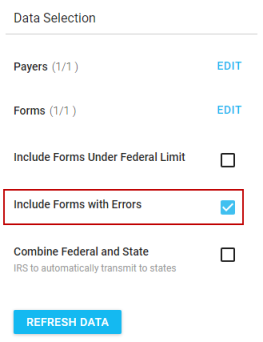 Data Selection
Payers (1/1 ) EDIT
Forms (1/1 ) EDIT
Include Forms Under Federal Limit
Include Forms with Errors
Combine Federal and State
IRS to automatically transmit to states
REFRESH DATA